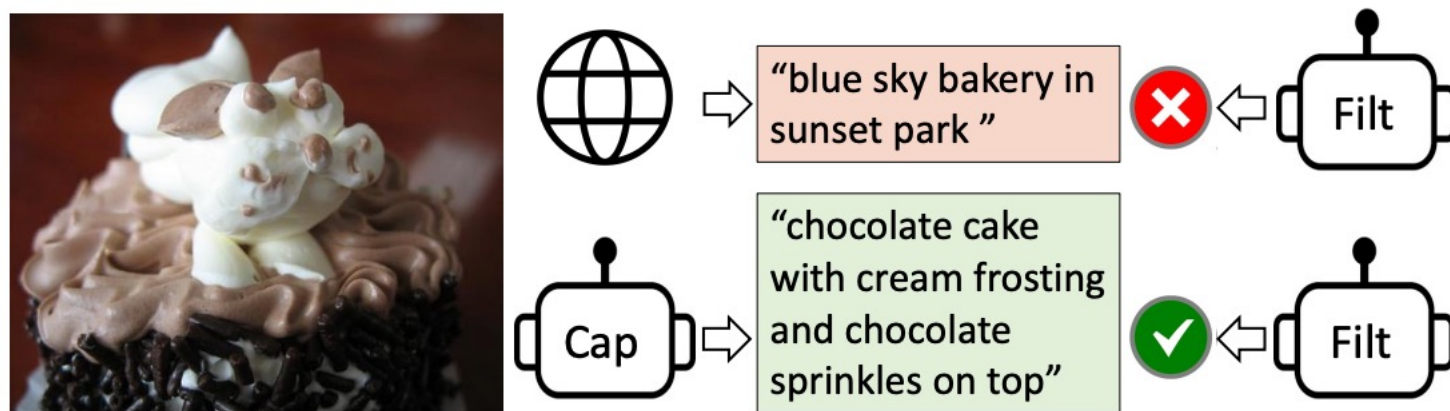 “blue sky bakery in
sunset park ”
Filt
“chocolate cake
with cream frosting
and chocolate
sprinkles on top”
Cap
Filt